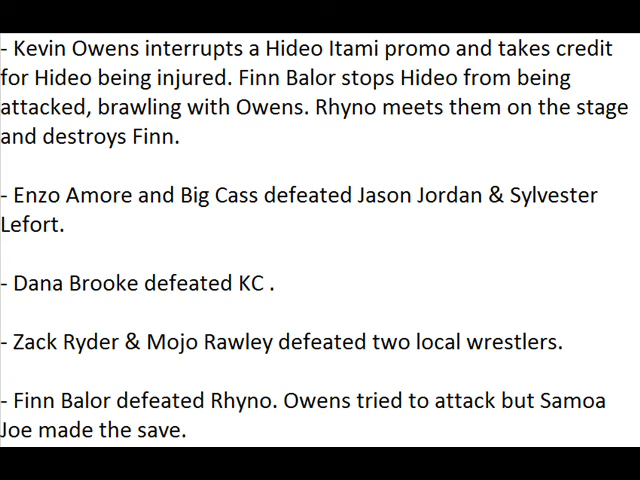 - Kevin Owens interrupts a Hideo Itami promo and takes credit
for Hideo being injured. Finn Balor stops Hideo from being
attacked, brawling with Owens. Rhyno meets them on the stage
and destroys Finn.
- Enzo Amore and Big Cass defeated Jason Jordan & Sylvester
Lefort.
- Dana Brooke defeated KC .
- Zack Ryder & Mojo Rawley defeated two local wrestlers.
- Finn Balor defeated Rhyno. Owens tried to attack but Samoa
Joe made the save.